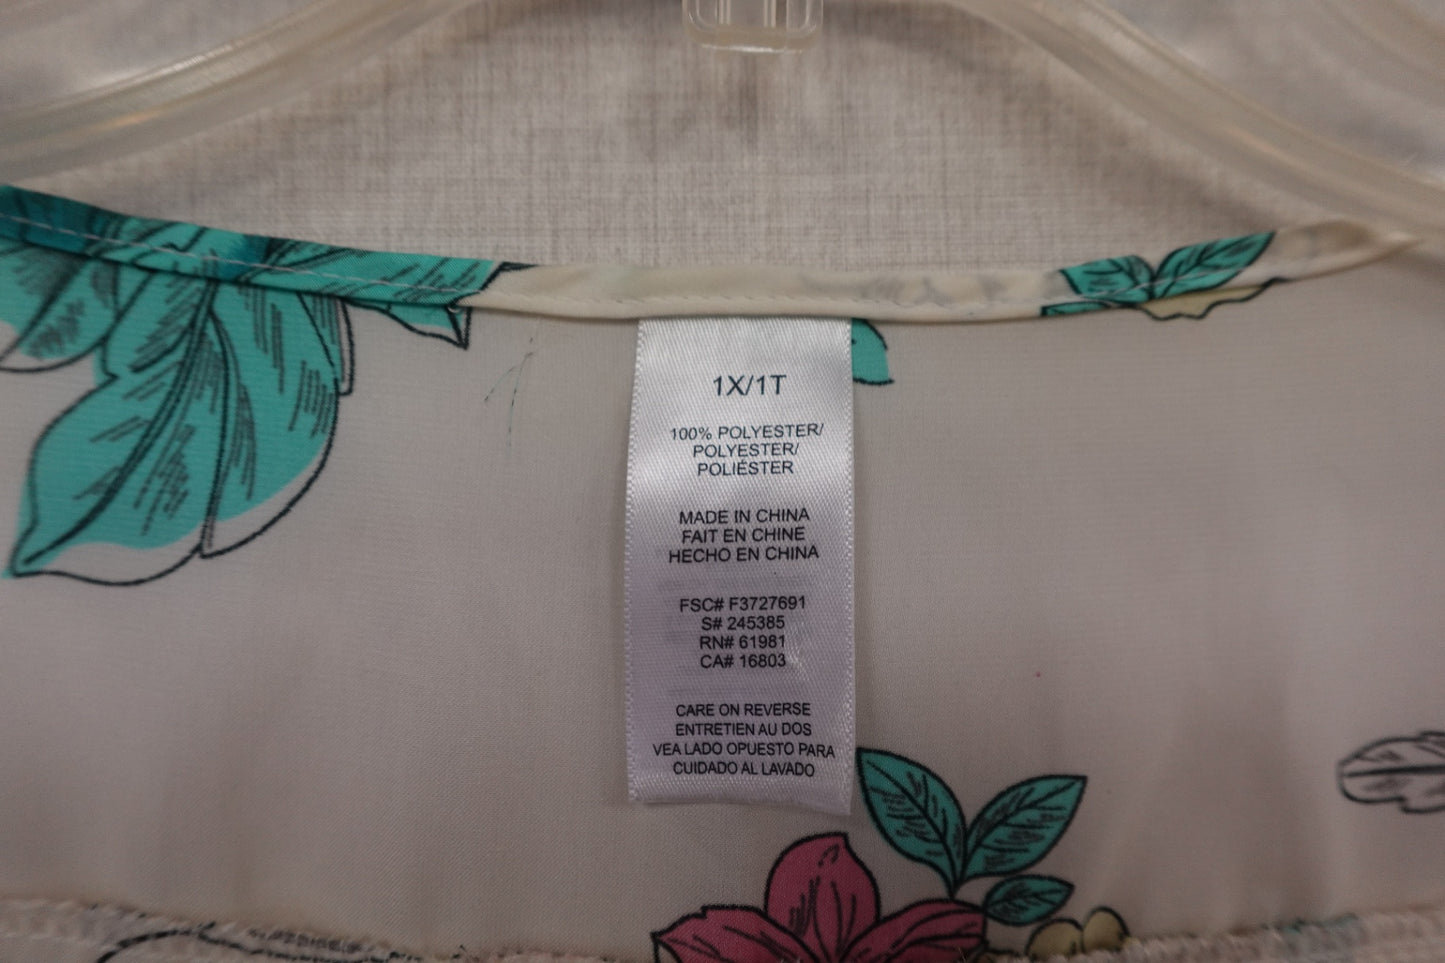 1X/1T
100% POLYESTER/
POLYESTER/
POLIÉSTER
MADE IN CHINA
FAIT EN CHINE
HECHO EN CHINA
FSC# F3727691
S# 245385
RN# 61981
CA# 16803
CARE ON REVERSE
ENTRETIEN AU DOS
VEA LADO OPUESTO PARA
CUIDADO AL LAVADO